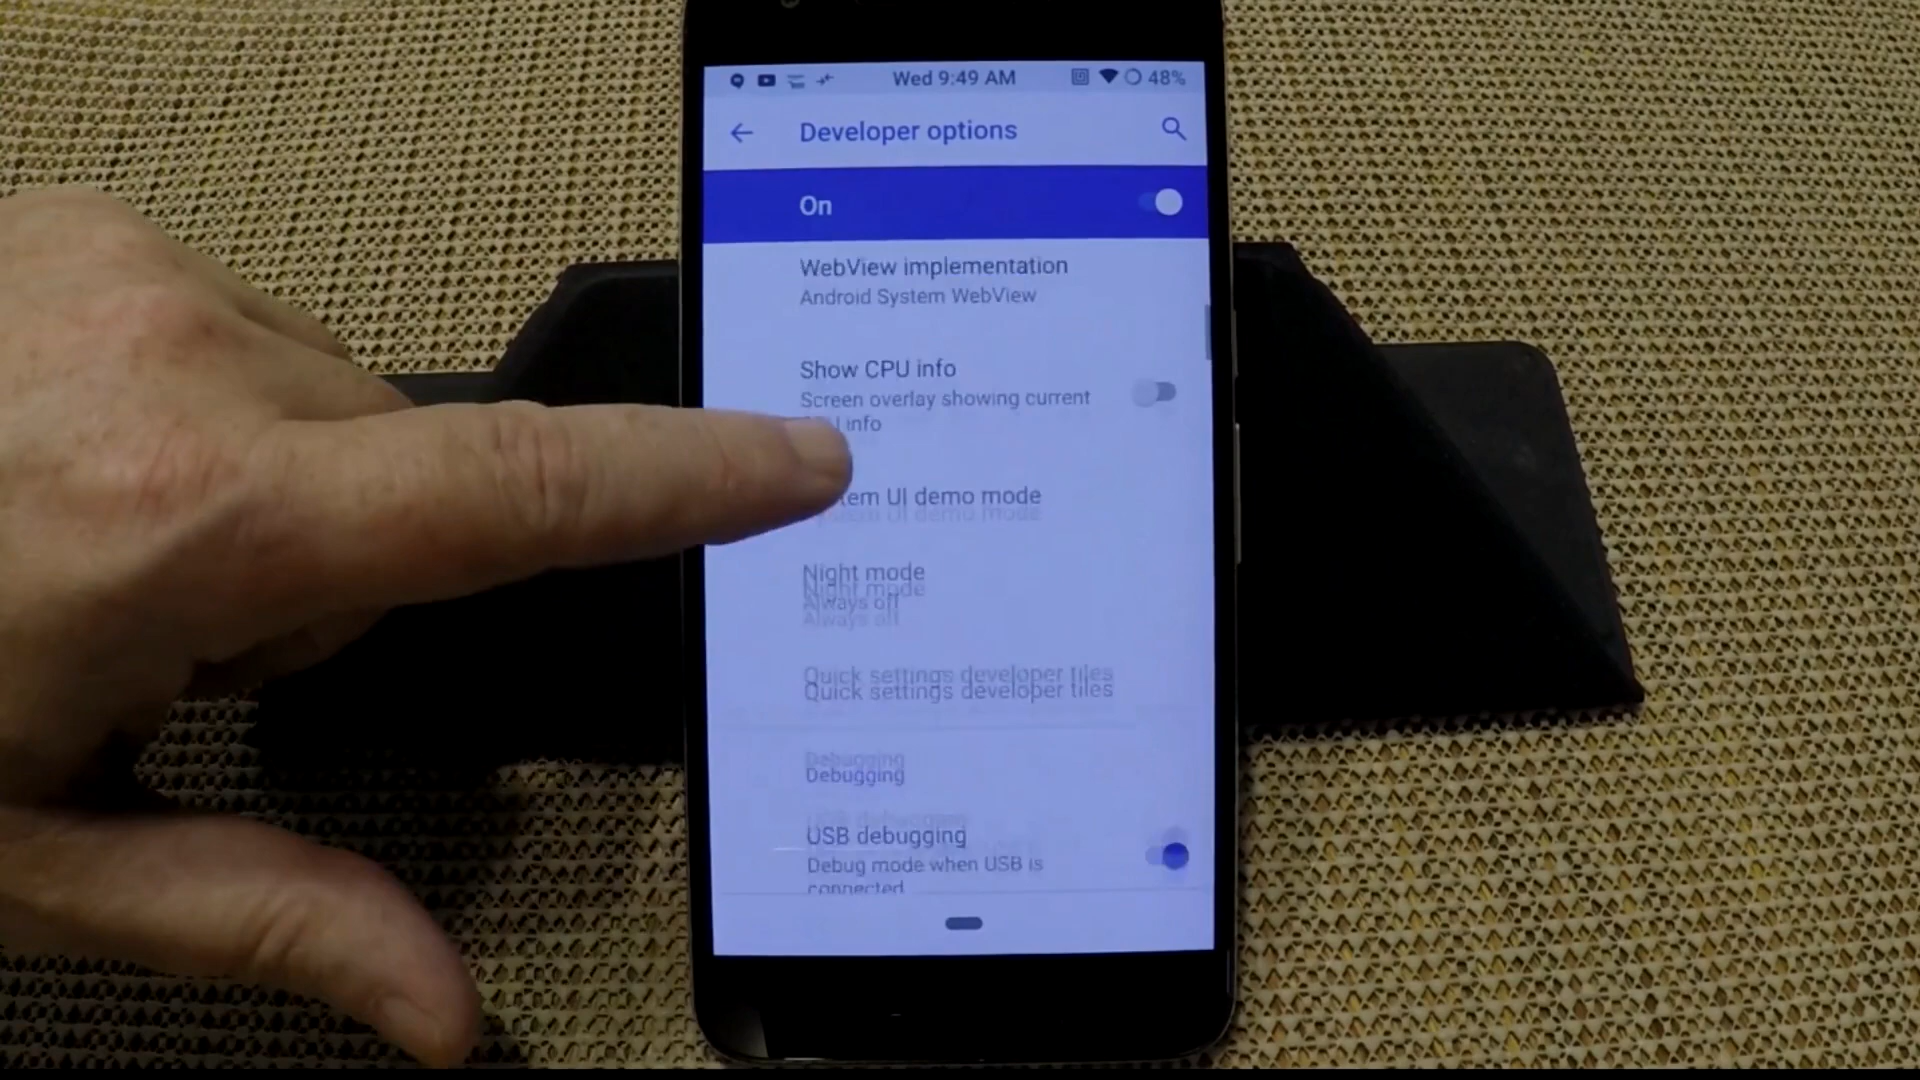 Wed 9:49 AM
48%
Developer options
On
WebView implementation
Android System WebView
Show CPU info
Screen overlay showing current
info
tem UI demo mode
Night mode
Always off
Quick settings developer tiles
Debugging
USB debugging
Debug mode when USB is
connected